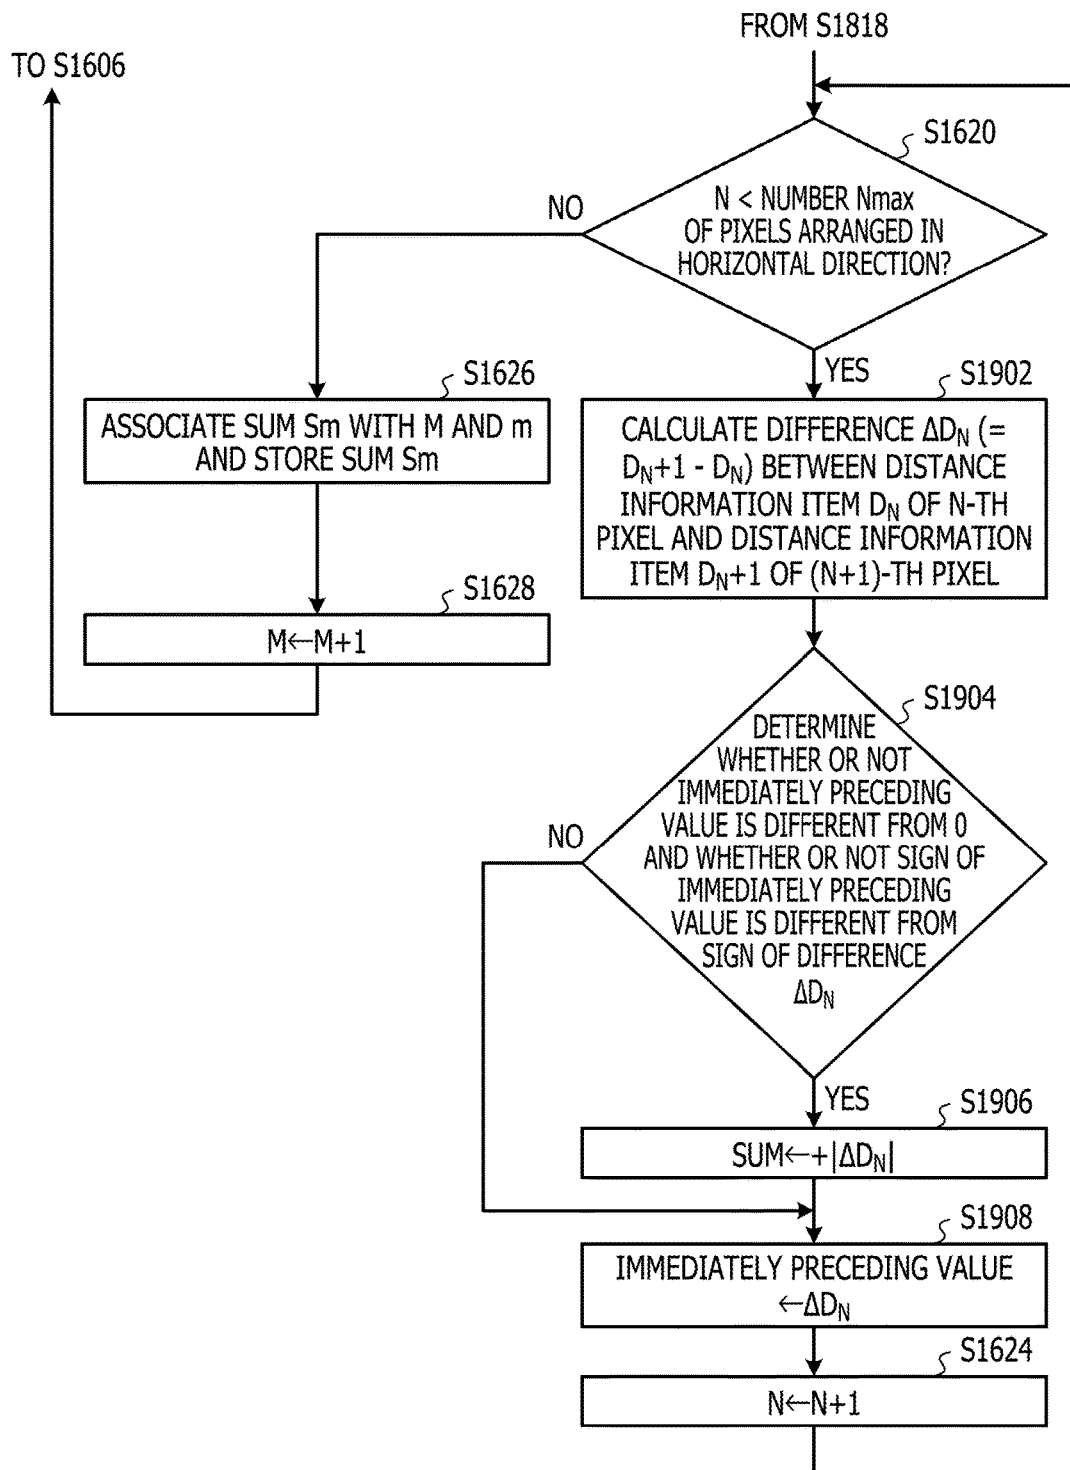 FROM S1818
TO S1606
S1620
N < NUMBER Nmax
OF PIXELS ARRANGED IN
HORIZONTAL DIRECTION?
NO
YES
S1626
ASSOCIATE SUM Sm WITH M AND m
AND STORE SUM Sm
S1628
M←M+1
S1902
CALCULATE DIFFERENCE ΔDN (=
DN+1 - DN) BETWEEN DISTANCE
INFORMATION ITEM DN OF N-TH
PIXEL AND DISTANCE INFORMATION
ITEM DN+1 OF (N+1)-TH PIXEL
S1904
DETERMINE
WHETHER OR NOT
IMMEDIATELY PRECEDING
VALUE IS DIFFERENT FROM 0
AND WHETHER OR NOT SIGN OF
IMMEDIATELY PRECEDING
VALUE IS DIFFERENT FROM
SIGN OF DIFFERENCE
ΔDN
NO
YES
S1906
SUM←+|ΔDN|
S1908
IMMEDIATELY PRECEDING VALUE
←ΔDN
S1624
N←N+1